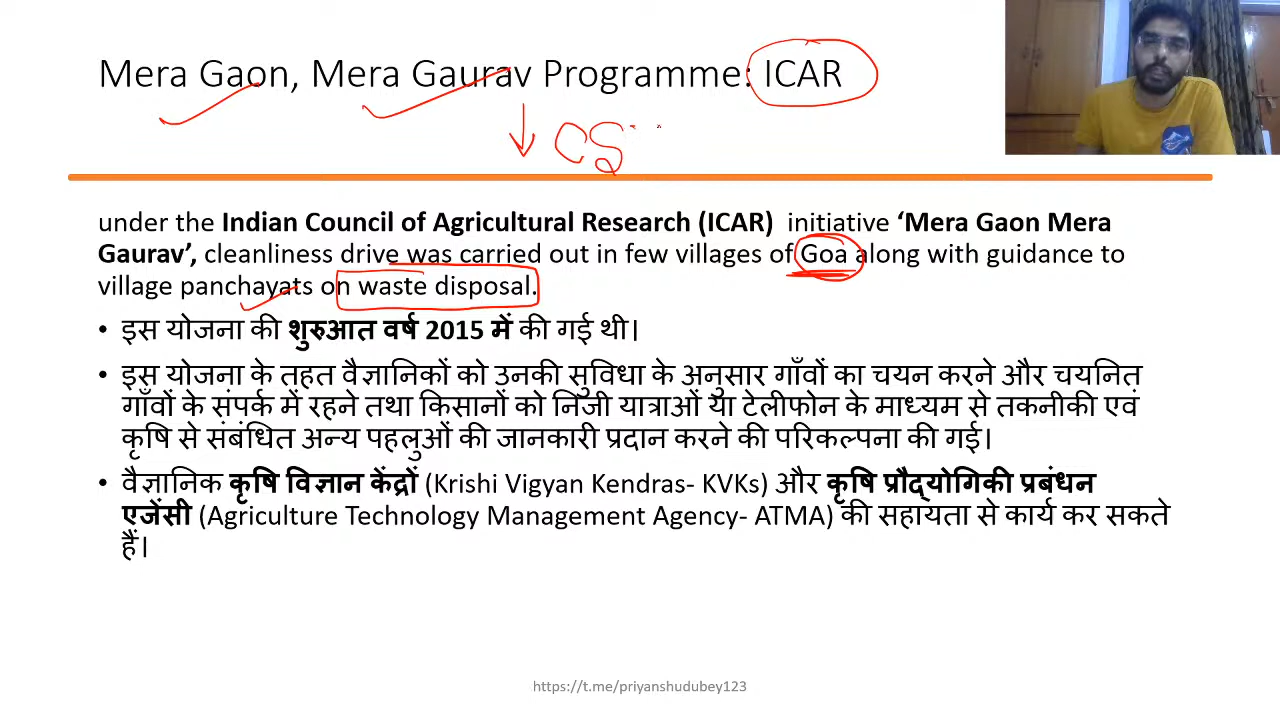 Mera Gaon, Mera Gaurav Programme: ICAR
CS
under the Indian Council of Agricultural Research (ICAR) initiative ‘Mera Gaon Mera
Gaurav’, cleanliness drive was carried out in few villages of Goa along with guidance to
village panchayats on waste disposal.
• इस योजना की शुरुआत वर्ष 2015 में की गई थी।
• इस योजना के तहत वैज्ञानिकों को उनकी सुविधा के अनुसार गाँवों का चयन करने और चयनित
गाँवों के संपर्क में रहने तथा किसानों को निजी यात्राओं या टेलीफोन के माध्यम से तकनीकी एवं
कृषि से संबंधित अन्य पहलुओं की जानकारी प्रदान करने की परिकल्पना की गई।
• वैज्ञानिक कृषि विज्ञान केंद्रों (Krishi Vigyan Kendras- KVKs) और कृषि प्रौद्योगिकी प्रबंधन
एजेंसी (Agriculture Technology Management Agency- ATMA) की सहायता से कार्य कर सकते
हैं।
https://t.me/priyanshudubey123